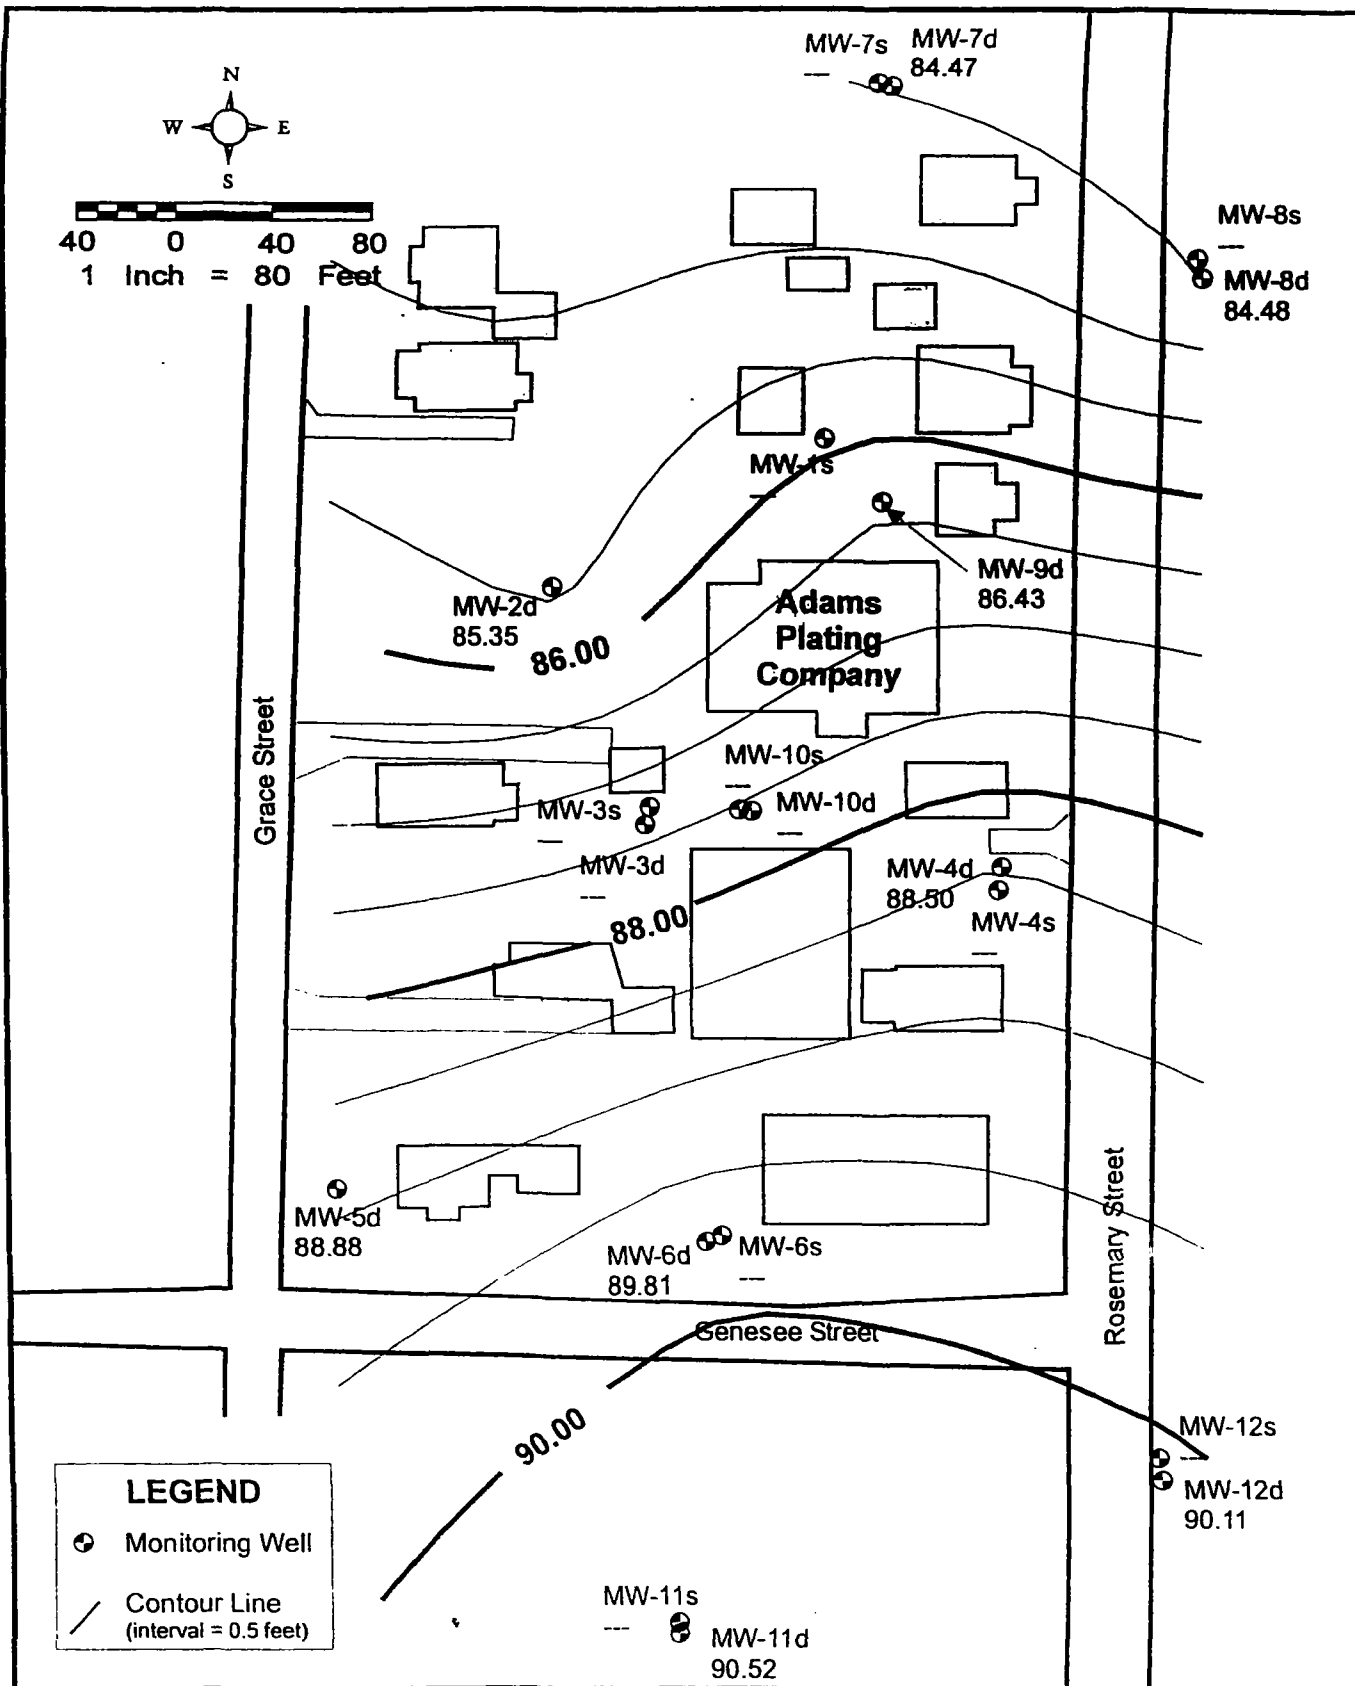 MW-7s
MW-7d
---
84.47
N
W
E
S
40 0 40 80
1 Inch = 80 Feet
MW-8s
---
MW-8d
84.48
MW-1s
---
MW-9d
86.43
MW-2d
85.35
86.00
Adams
Plating
Company
Grace Street
MW-10s
---
MW-10d
---
MW-3s
---
MW-3d
---
MW-4d
88.50
MW-4s
---
88.00
MW-5d
88.88
MW-6d
89.81
MW-6s
---
Rosemary Street
Genesee Street
90.00
MW-12s
---
MW-12d
90.11
LEGEND
Monitoring Well
Contour Line
(interval = 0.5 feet)
MW-11s
---
MW-11d
90.52